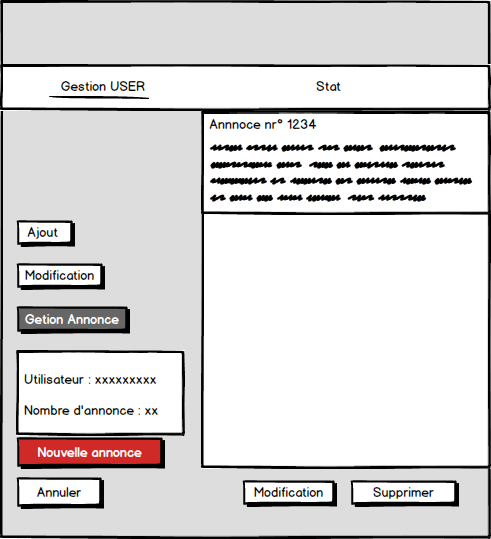 Gestion USER
Stat
Annnoce nr° 1234
Ajout
Modification
Getion Annonce
Utilisateur : xxxxxxxxx
Nombre d'annonce : xx
Nouvelle annonce
Annuler
Modification
Supprimer